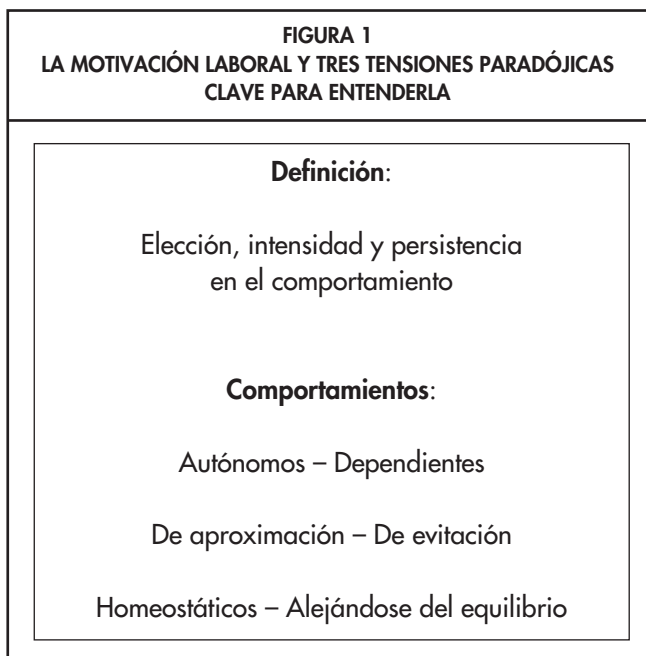 FIGURA 1
LA MOTIVACIÓN LABORAL Y TRES TENSIONES PARADÓJICAS
CLAVE PARA ENTENDERLA
Definición:
Elección, intensidad y persistencia
en el comportamiento
Comportamientos:
Autónomos – Dependientes
De aproximación – De evitación
Homeostáticos – Alejándose del equilibrio